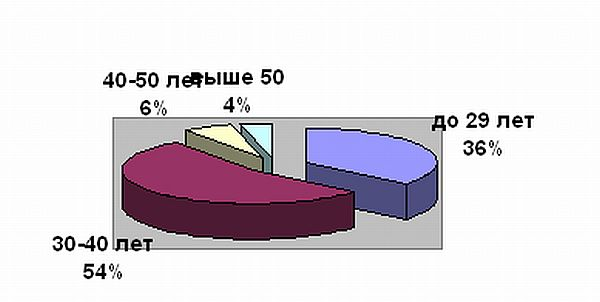 40-50 лет
6%
выше 50
4%
до 29 лет
36%
30-40 лет
54%